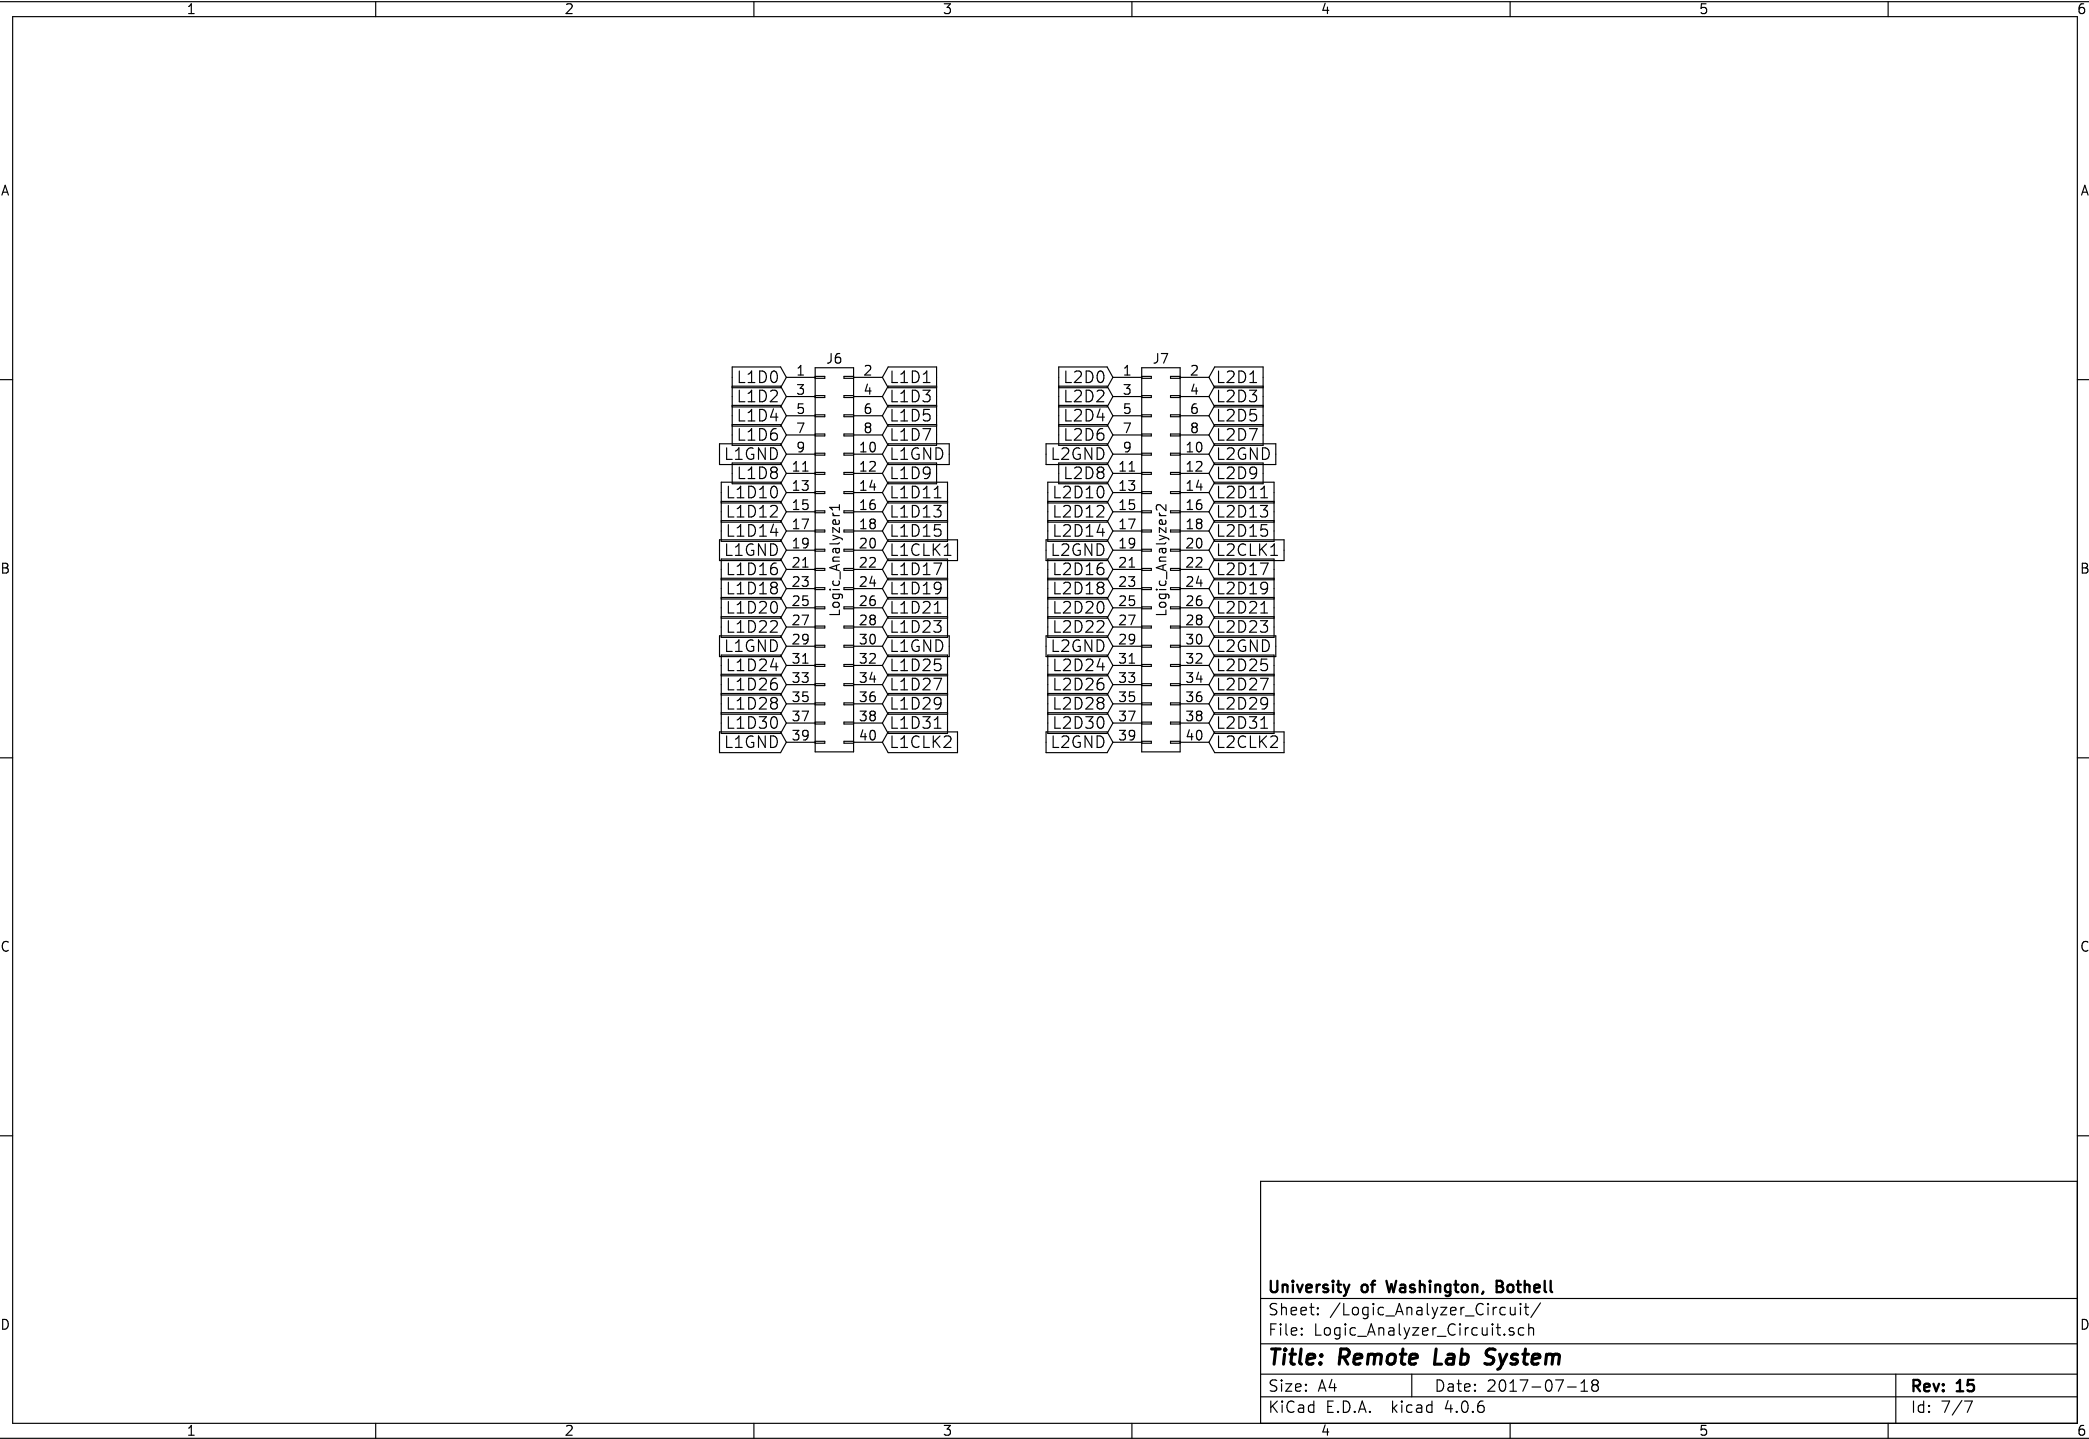 1 2 3 4 5 6
A A
J6 J7
L1D0 1 2 L1D1 L2D0 1 2 L2D1
L1D2 3 4 L1D3 L2D2 3 4 L2D3
L1D4 5 6 L1D5 L2D4 5 6 L2D5
L1D6 7 8 L1D7 L2D6 7 8 L2D7
L1GND 9 10 L1GND L2GND 9 10 L2GND
L1D8 11 12 L1D9 L2D8 11 12 L2D9
L1D10 13 14 L1D11 L2D10 13 14 L2D11
L1D12 15 16 L1D13 L2D12 15 16 L2D13
L1D14 17 18 L1D15 L2D14 17 18 L2D15
L1GND 19 20 L1CLK1 L2GND 19 20 L2CLK1
Logic_Analyzer1 Logic_Analyzer2
B B
L1D16 21 22 L1D17 L2D16 21 22 L2D17
L1D18 23 24 L1D19 L2D18 23 24 L2D19
L1D20 25 26 L1D21 L2D20 25 26 L2D21
L1D22 27 28 L1D23 L2D22 27 28 L2D23
L1GND 29 30 L1GND L2GND 29 30 L2GND
L1D24 31 32 L1D25 L2D24 31 32 L2D25
L1D26 33 34 L1D27 L2D26 33 34 L2D27
L1D28 35 36 L1D29 L2D28 35 36 L2D29
L1D30 37 38 L1D31 L2D30 37 38 L2D31
L1GND 39 40 L1CLK2 L2GND 39 40 L2CLK2
C C
University of Washington, Bothell
Sheet: /Logic_Analyzer_Circuit/
D D
File: Logic_Analyzer_Circuit.sch
Title: Remote Lab System
Size: A4 Date: 2017-07-18 Rev: 15
KiCad E.D.A. kicad 4.0.6 Id: 7/7
1 2 3 4 5 6